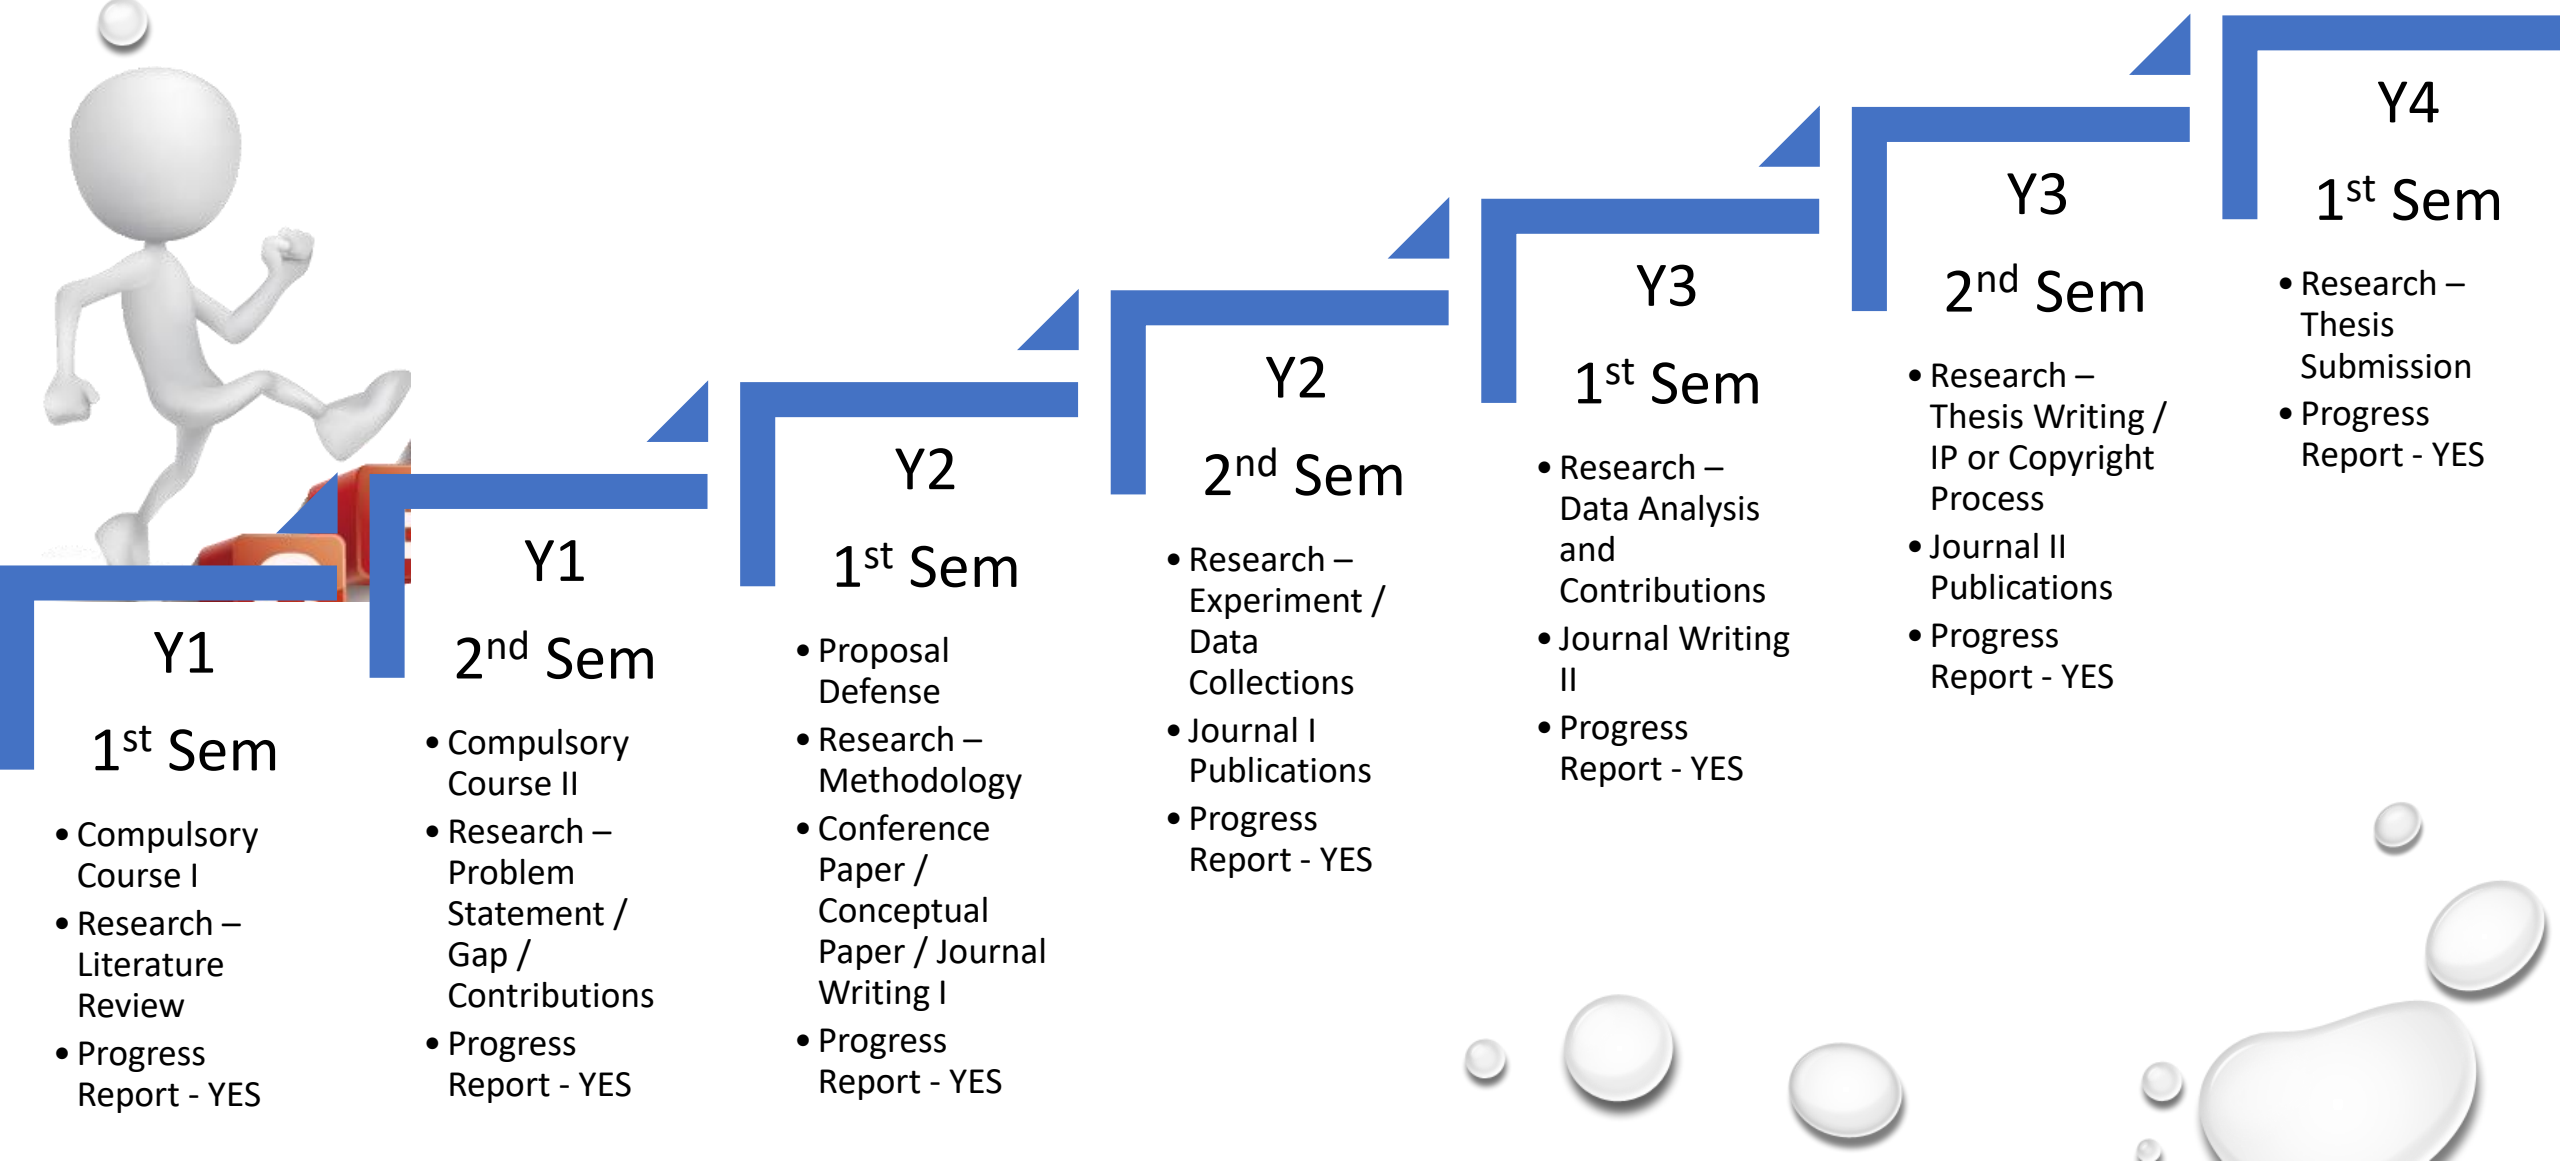 Y1
1st Sem
• Compulsory
Course I
• Research –
Literature
Review
• Progress
Report - YES
Y1
2nd Sem
• Compulsory
Course II
• Research –
Problem
Statement /
Gap /
Contributions
• Progress
Report - YES
Y2
1st Sem
• Proposal
Defense
• Research –
Methodology
• Conference
Paper /
Conceptual
Paper / Journal
Writing I
• Progress
Report - YES
Y2
2nd Sem
• Research –
Experiment /
Data
Collections
• Journal I
Publications
• Progress
Report - YES
Y3
1st Sem
• Research –
Data Analysis
and
Contributions
• Journal Writing
II
• Progress
Report - YES
Y3
2nd Sem
• Research –
Thesis Writing /
IP or Copyright
Process
• Journal II
Publications
• Progress
Report - YES
Y4
1st Sem
• Research –
Thesis
Submission
• Progress
Report - YES